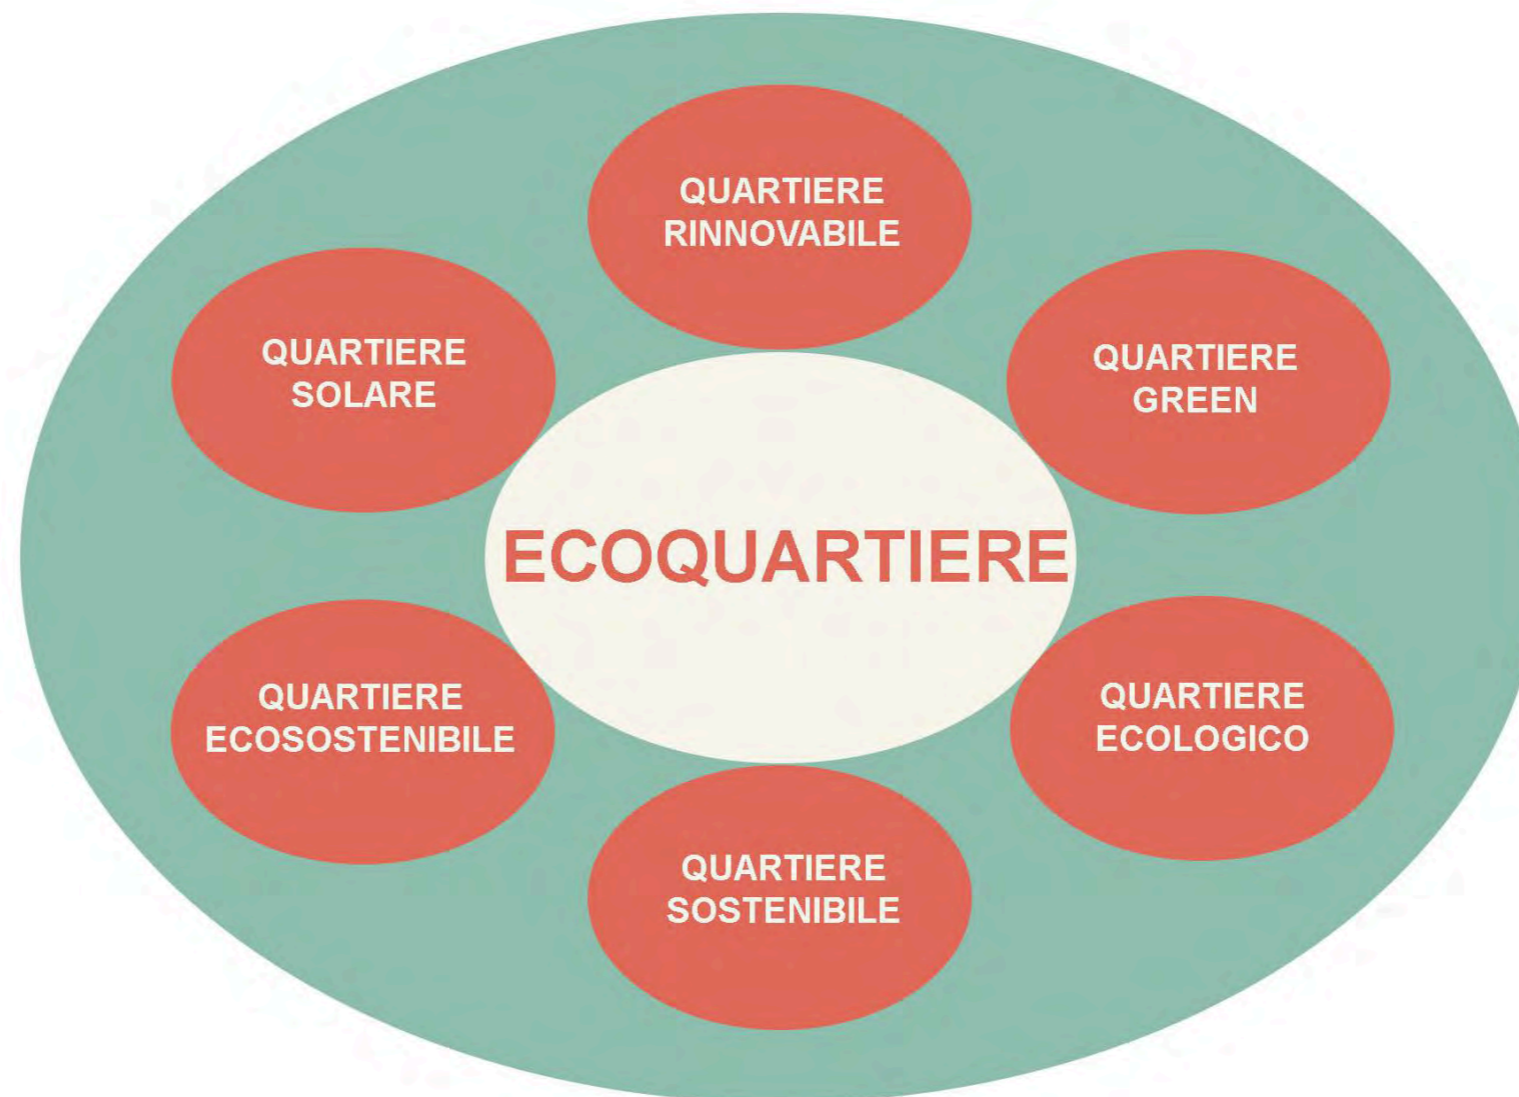 QUARTIERE
RINNOVABILE
QUARTIERE
SOLARE
QUARTIERE
GREEN
ECOQUARTIERE
QUARTIERE
ECOSOSTENIBILE
QUARTIERE
ECOLOGICO
QUARTIERE
SOSTENIBILE